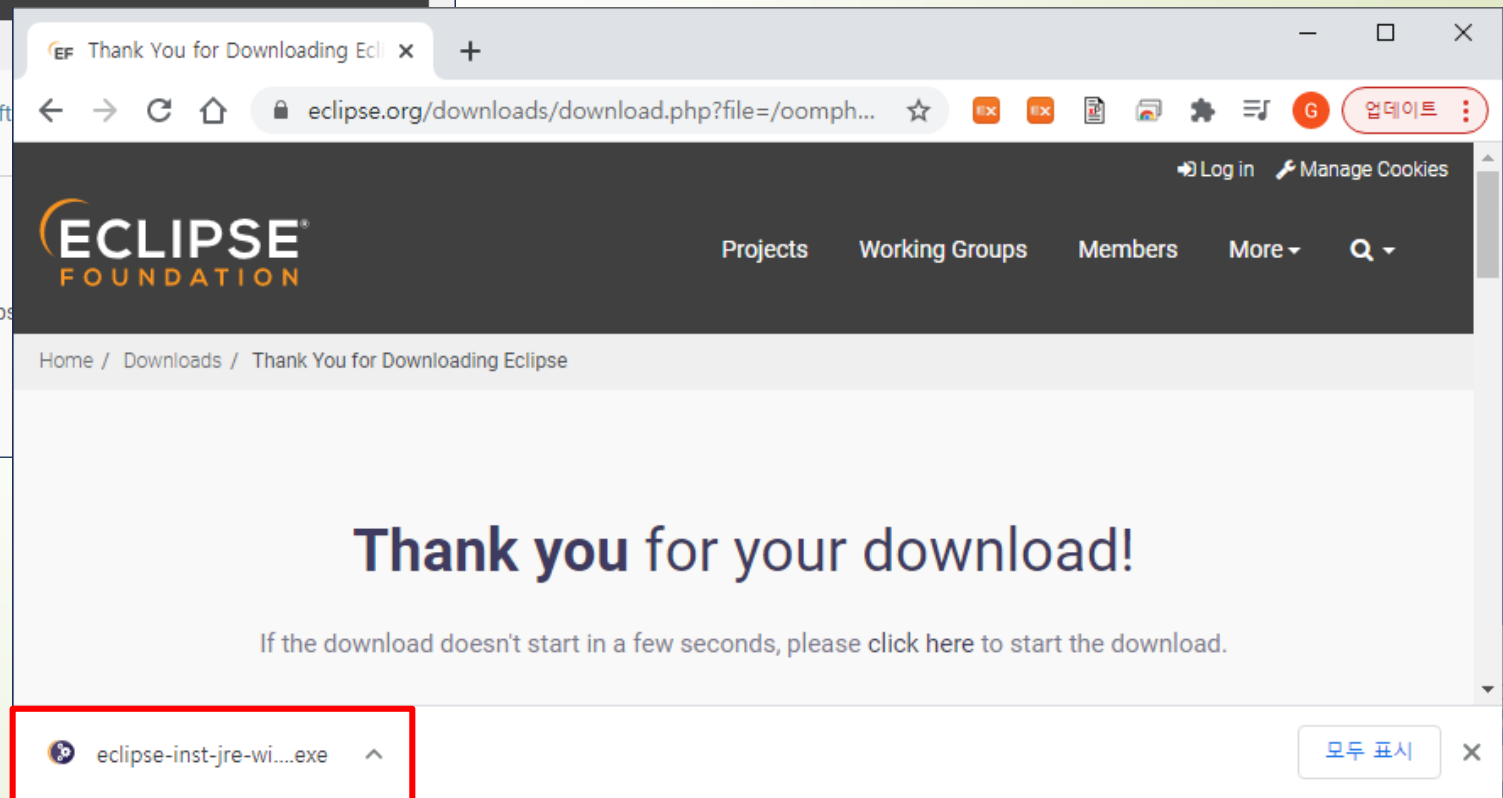 EF Thank You for Downloading Ecli
eclipse.org/downloads/download.php?file=/oomph...
EX
EX
G
업데이트
Log in Manage Cookies
ECLIPSE®
FOUNDATION
Projects Working Groups Members More
Home / Downloads / Thank You for Downloading Eclipse
Thank you for your download!
If the download doesn't start in a few seconds, please click here to start the download.
eclipse-inst-jre-wi....exe
모두 표시